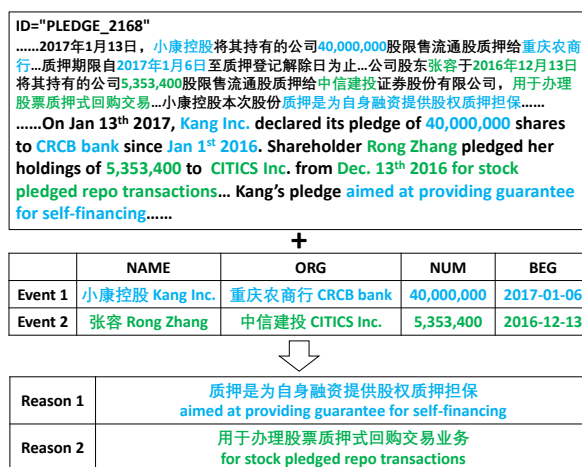 ID="PLEDGE_2168"
……2017年1月13日，小康控股将其持有的公司40,000,000股限售流通股质押给重庆农商
行…质押期限自2017年1月6日至质押登记解除日为止…公司股东张容于2016年12月13日
将其持有的公司5,353,400股限售流通股质押给中信建投证券股份有限公司，用于办理
股票质押式回购交易…小康控股本次股份质押是为自身融资提供股权质押担保……
……On Jan 13th 2017, Kang Inc. declared its pledge of 40,000,000 shares
to CRCB bank since Jan 1st 2016. Shareholder Rong Zhang pledged her
holdings of 5,353,400 to CITICS Inc. from Dec. 13th 2016 for stock
pledged repo transactions… Kang's pledge aimed at providing guarantee
for self-financing……
+
NAME ORG NUM BEG
Event 1 小康控股 Kang Inc. 重庆农商行 CRCB bank 40,000,000 2017-01-06
Event 2 张容 Rong Zhang 中信建投 CITICS Inc. 5,353,400 2016-12-13
Reason 1 质押是为自身融资提供股权质押担保
aimed at providing guarantee for self-financing
Reason 2 用于办理股票质押式回购交易业务
for stock pledged repo transactions